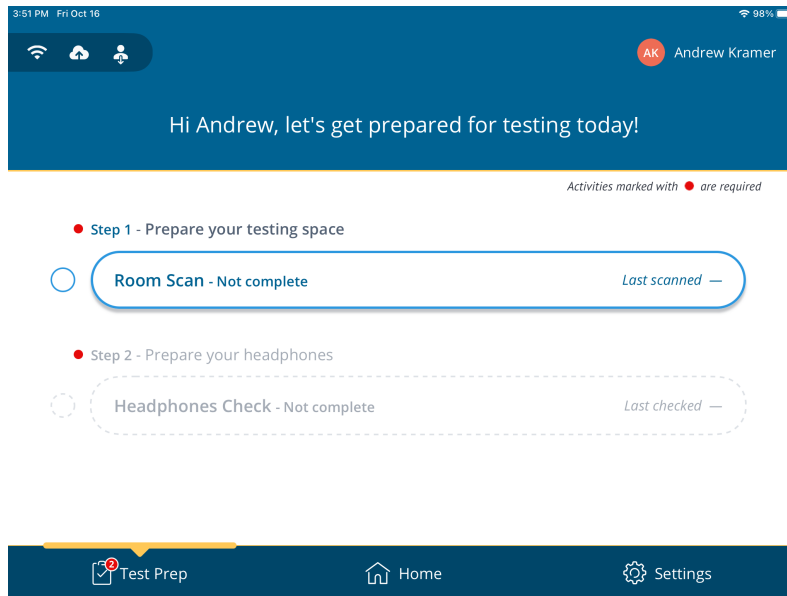 3:51 PM Fri Oct 16 98%
AK Andrew Kramer
Hi Andrew, let's get prepared for testing today!
Activities marked with are required
Step 1 - Prepare your testing space
Room Scan - Not complete Last scanned —
Step 2 - Prepare your headphones
Headphones Check - Not complete Last checked —
2 Test Prep Home Settings